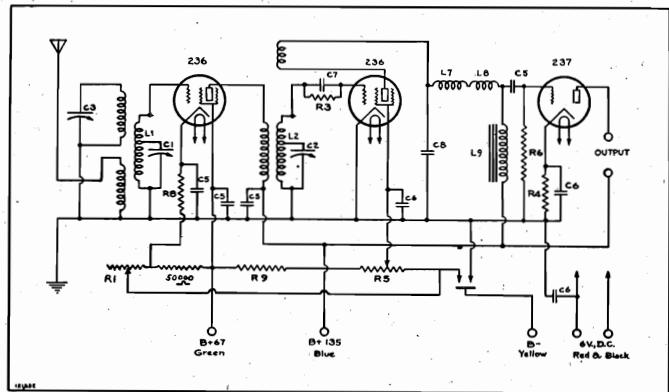 236
236
237
C3
L1
C1
R8
C5
C5
C5
L2
C2
C7
R3
C6
C8
L7
L8
C5
L9
R6
R4
C6
OUTPUT
R1
50000
Ω
R9
R5
C6
B+67
Green
B+135
Blue
B-
Yellow
6V., D.C.
Red & Black